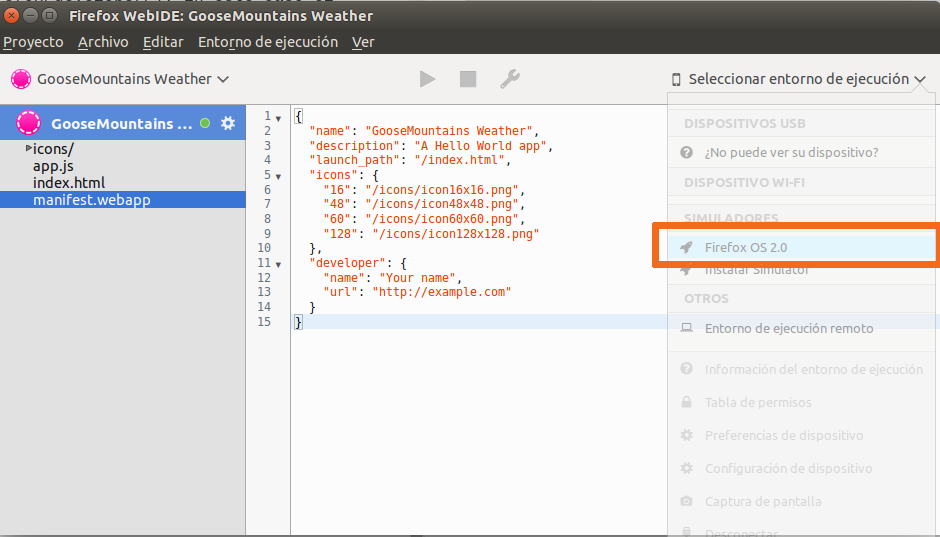 Firefox WebIDE: GooseMountains Weather
Proyecto Archivo Editar Entorno de ejecución Ver
GooseMountains Weather
Seleccionar entorno de ejecución
GooseMountains ...
icons/
app.js
index.html
manifest.webapp
1 {
2 "name": "GooseMountains Weather",
3 "description": "A Hello World app",
4 "launch_path": "/index.html",
5 "icons": {
6 "16": "/icons/icon16x16.png",
7 "48": "/icons/icon48x48.png",
8 "60": "/icons/icon60x60.png",
9 "128": "/icons/icon128x128.png"
10 },
11 "developer": {
12 "name": "Your name",
13 "url": "http://example.com"
14 }
15 }
DISPOSITIVOS USB
¿No puede ver su dispositivo?
DISPOSITIVO WI-FI
SIMULADORES
Firefox OS 2.0
Instalar Simulator
OTROS
Entorno de ejecución remoto
Información del entorno de ejecución
Tabla de permisos
Preferencias de dispositivo
Configuración de dispositivo
Captura de pantalla
Desconectar